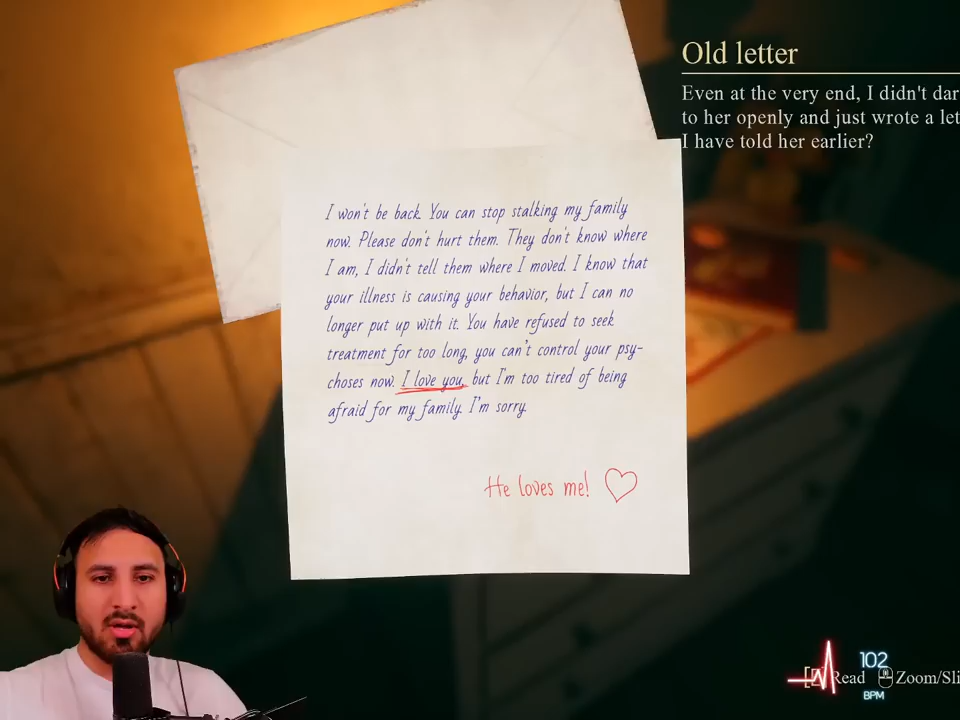 Old letter
Even at the very end, I didn't dar
to her openly and just wrote a let
I have told her earlier?
I won't be back. You can stop stalking my family
now. Please don't hurt them. They don't know where
I am, I didn't tell them where I moved. I know that
your illness is causing your behavior, but I can no
longer put up with it. You have refused to seek
treatment for too long, you can't control your psy-
choses now. I love you, but I'm too tired of being
afraid for my family. I'm sorry.
He loves me!
102
BPM
Read
Zoom/Sli